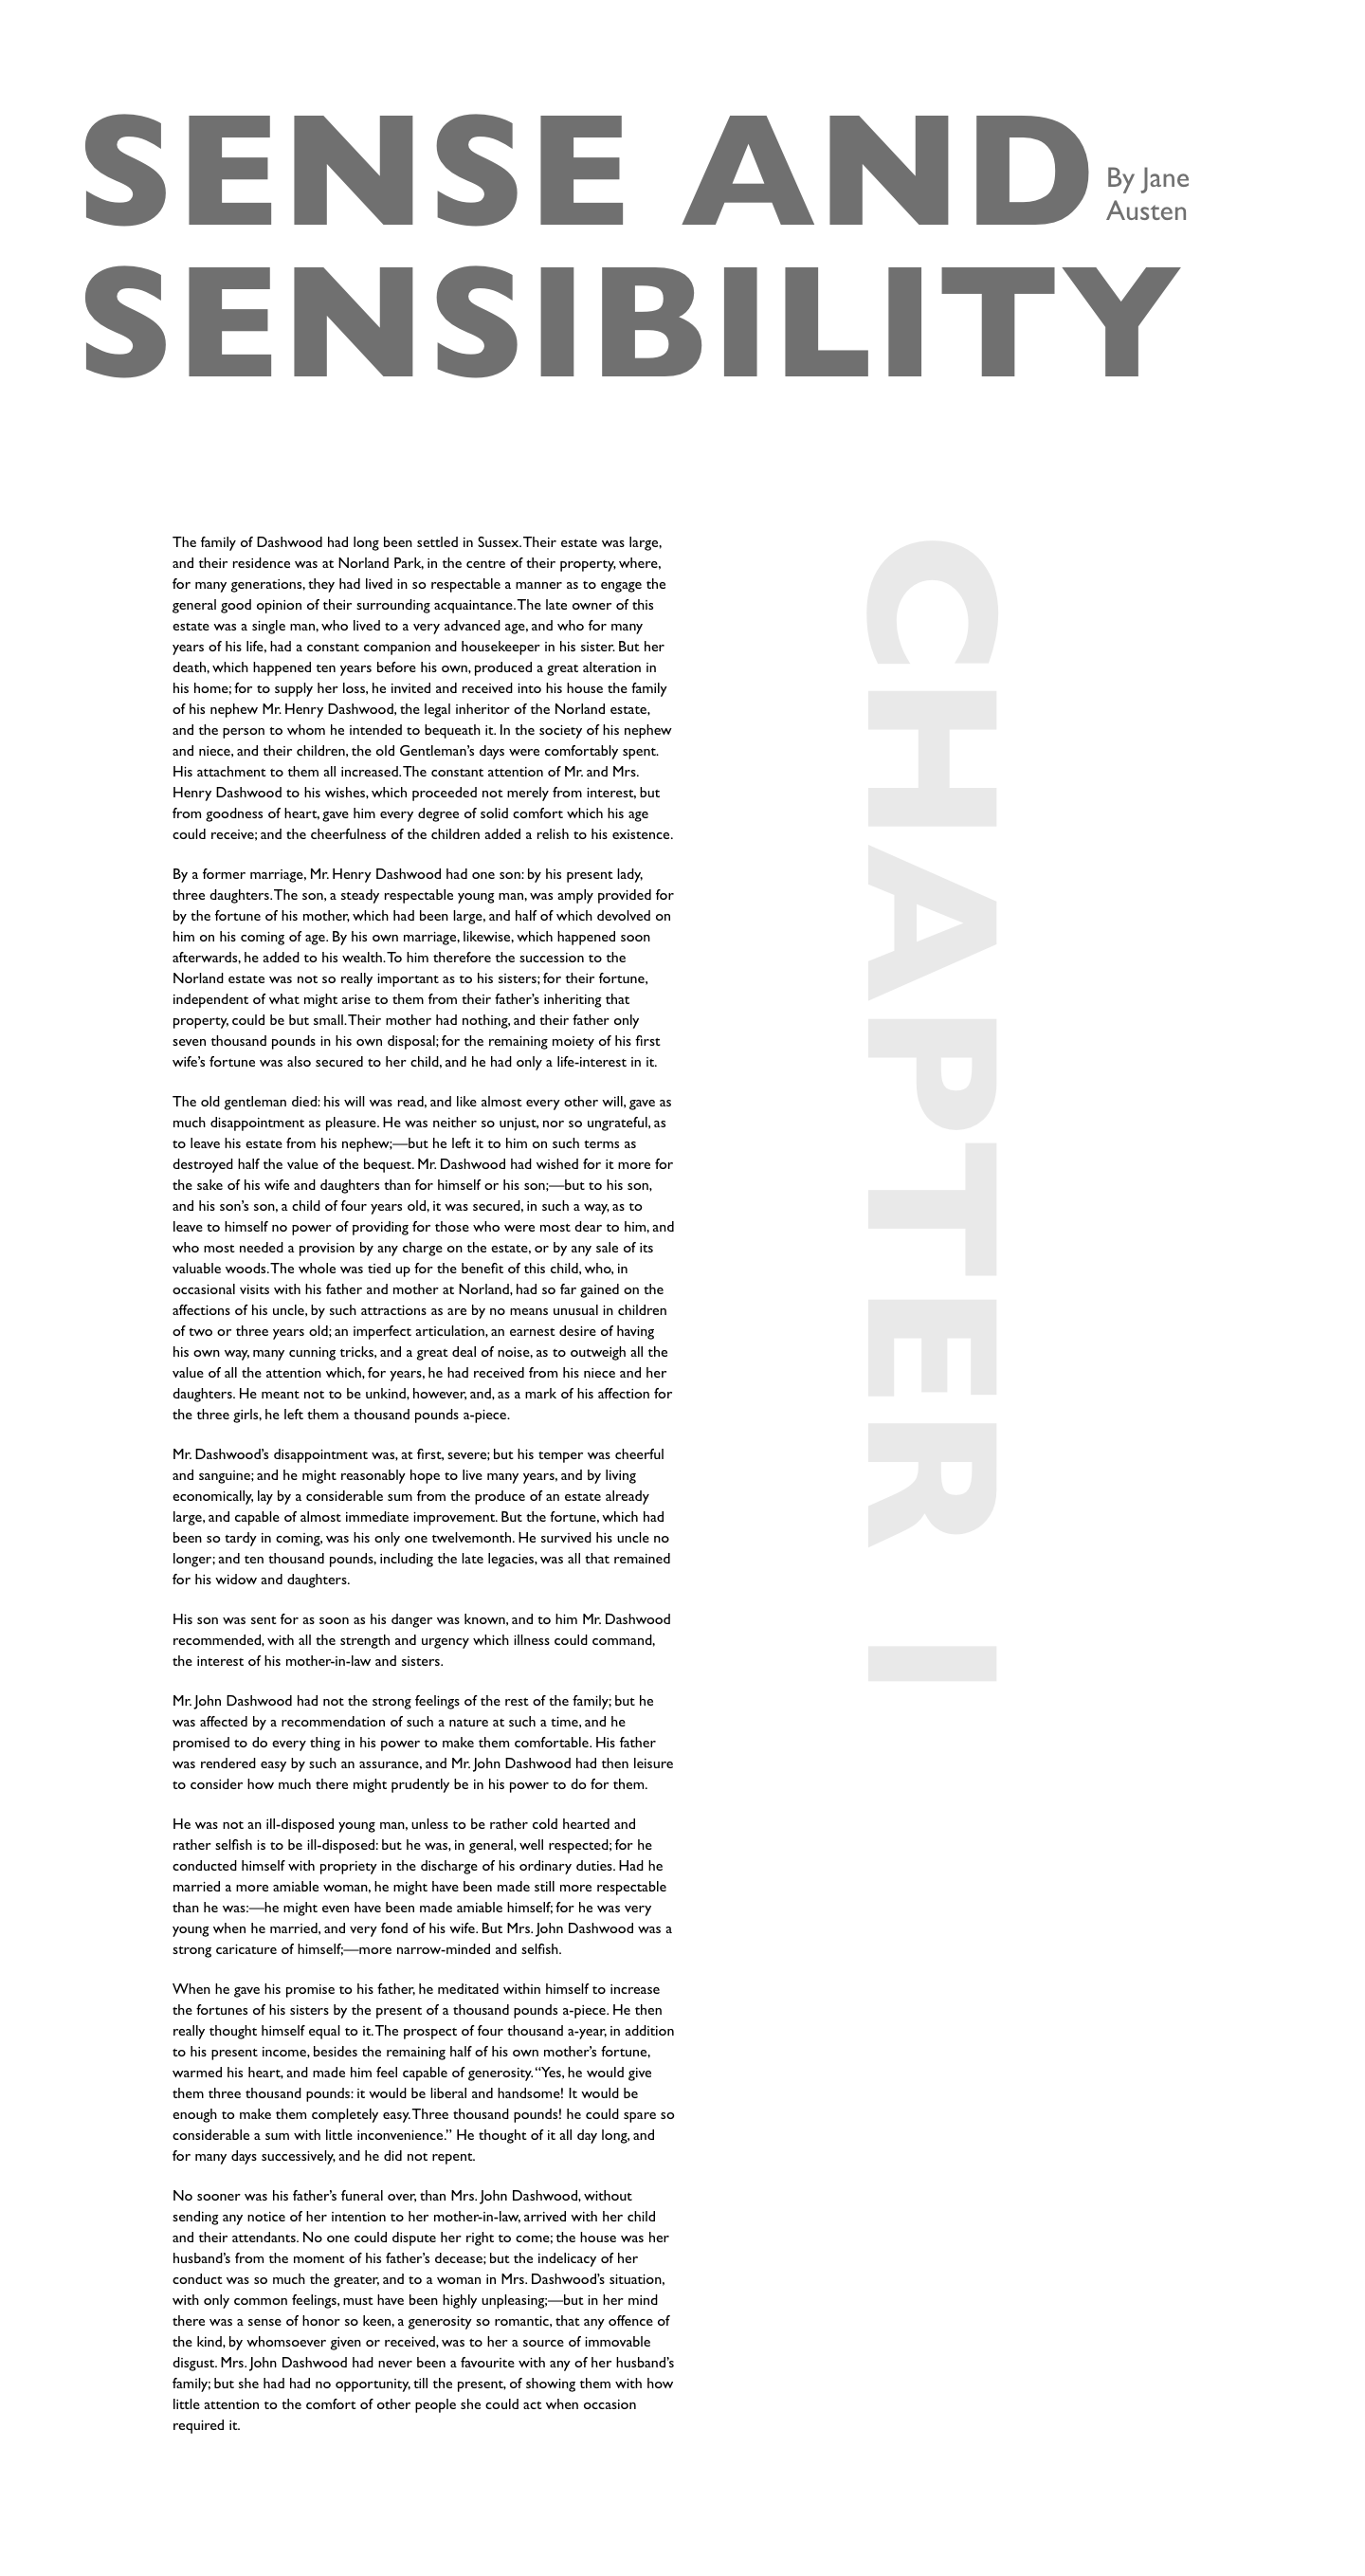 SENSE AND
By Jane
Austen
SENSIBILITY
CHAPTER I
The family of Dashwood had long been settled in Sussex. Their estate was large,
and their residence was at Norland Park, in the centre of their property, where,
for many generations, they had lived in so respectable a manner as to engage the
general good opinion of their surrounding acquaintance. The late owner of this
estate was a single man, who lived to a very advanced age, and who for many
years of his life, had a constant companion and housekeeper in his sister. But her
death, which happened ten years before his own, produced a great alteration in
his home; for to supply her loss, he invited and received into his house the family
of his nephew Mr. Henry Dashwood, the legal inheritor of the Norland estate,
and the person to whom he intended to bequeath it. In the society of his nephew
and niece, and their children, the old Gentleman’s days were comfortably spent.
His attachment to them all increased. The constant attention of Mr. and Mrs.
Henry Dashwood to his wishes, which proceeded not merely from interest, but
from goodness of heart, gave him every degree of solid comfort which his age
could receive; and the cheerfulness of the children added a relish to his existence.
By a former marriage, Mr. Henry Dashwood had one son: by his present lady,
three daughters. The son, a steady respectable young man, was amply provided for
by the fortune of his mother, which had been large, and half of which devolved on
him on his coming of age. By his own marriage, likewise, which happened soon
afterwards, he added to his wealth. To him therefore the succession to the
Norland estate was not so really important as to his sisters; for their fortune,
independent of what might arise to them from their father’s inheriting that
property, could be but small. Their mother had nothing, and their father only
seven thousand pounds in his own disposal; for the remaining moiety of his first
wife’s fortune was also secured to her child, and he had only a life-interest in it.
The old gentleman died: his will was read, and like almost every other will, gave as
much disappointment as pleasure. He was neither so unjust, nor so ungrateful, as
to leave his estate from his nephew;—but he left it to him on such terms as
destroyed half the value of the bequest. Mr. Dashwood had wished for it more for
the sake of his wife and daughters than for himself or his son;—but to his son,
and his son’s son, a child of four years old, it was secured, in such a way, as to
leave to himself no power of providing for those who were most dear to him, and
who most needed a provision by any charge on the estate, or by any sale of its
valuable woods. The whole was tied up for the benefit of this child, who, in
occasional visits with his father and mother at Norland, had so far gained on the
affections of his uncle, by such attractions as are by no means unusual in children
of two or three years old; an imperfect articulation, an earnest desire of having
his own way, many cunning tricks, and a great deal of noise, as to outweigh all the
value of all the attention which, for years, he had received from his niece and her
daughters. He meant not to be unkind, however, and, as a mark of his affection for
the three girls, he left them a thousand pounds a-piece.
Mr. Dashwood’s disappointment was, at first, severe; but his temper was cheerful
and sanguine; and he might reasonably hope to live many years, and by living
economically, lay by a considerable sum from the produce of an estate already
large, and capable of almost immediate improvement. But the fortune, which had
been so tardy in coming, was his only one twelvemonth. He survived his uncle no
longer; and ten thousand pounds, including the late legacies, was all that remained
for his widow and daughters.
His son was sent for as soon as his danger was known, and to him Mr. Dashwood
recommended, with all the strength and urgency which illness could command,
the interest of his mother-in-law and sisters.
Mr. John Dashwood had not the strong feelings of the rest of the family; but he
was affected by a recommendation of such a nature at such a time, and he
promised to do every thing in his power to make them comfortable. His father
was rendered easy by such an assurance, and Mr. John Dashwood had then leisure
to consider how much there might prudently be in his power to do for them.
He was not an ill-disposed young man, unless to be rather cold hearted and
rather selfish is to be ill-disposed: but he was, in general, well respected; for he
conducted himself with propriety in the discharge of his ordinary duties. Had he
married a more amiable woman, he might have been made still more respectable
than he was:—he might even have been made amiable himself; for he was very
young when he married, and very fond of his wife. But Mrs. John Dashwood was a
strong caricature of himself;—more narrow-minded and selfish.
When he gave his promise to his father, he meditated within himself to increase
the fortunes of his sisters by the present of a thousand pounds a-piece. He then
really thought himself equal to it. The prospect of four thousand a-year, in addition
to his present income, besides the remaining half of his own mother’s fortune,
warmed his heart, and made him feel capable of generosity. “Yes, he would give
them three thousand pounds: it would be liberal and handsome! It would be
enough to make them completely easy. Three thousand pounds! he could spare so
considerable a sum with little inconvenience.” He thought of it all day long, and
for many days successively, and he did not repent.
No sooner was his father’s funeral over, than Mrs. John Dashwood, without
sending any notice of her intention to her mother-in-law, arrived with her child
and their attendants. No one could dispute her right to come; the house was her
husband’s from the moment of his father’s decease; but the indelicacy of her
conduct was so much the greater, and to a woman in Mrs. Dashwood’s situation,
with only common feelings, must have been highly unpleasing;—but in her mind
there was a sense of honor so keen, a generosity so romantic, that any offence of
the kind, by whomsoever given or received, was to her a source of immovable
disgust. Mrs. John Dashwood had never been a favourite with any of her husband’s
family; but she had had no opportunity, till the present, of showing them with how
little attention to the comfort of other people she could act when occasion
required it.